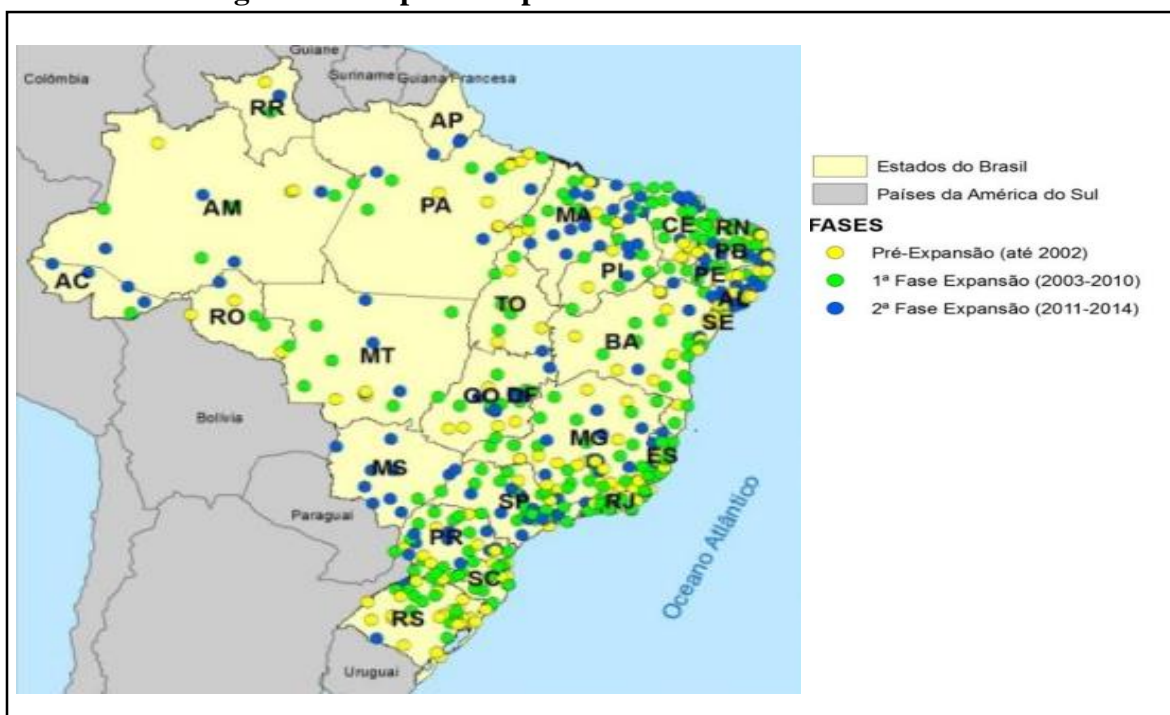 Colômbia
Guiane
Suriname
Guiana Francesa
RR
AP
AM
PA
MA
CE
RN
PB
PE
AL
SE
PI
AC
RO
TO
BA
MT
GO
DF
Bolívia
MG
ES
MS
SP
RJ
Paraguai
PR
SC
RS
Uruguai
Oceano Atlântico
Estados do Brasil
Países da América do Sul
FASES
Pré-Expansão (até 2002)
1ª Fase Expansão (2003-2010)
2ª Fase Expansão (2011-2014)